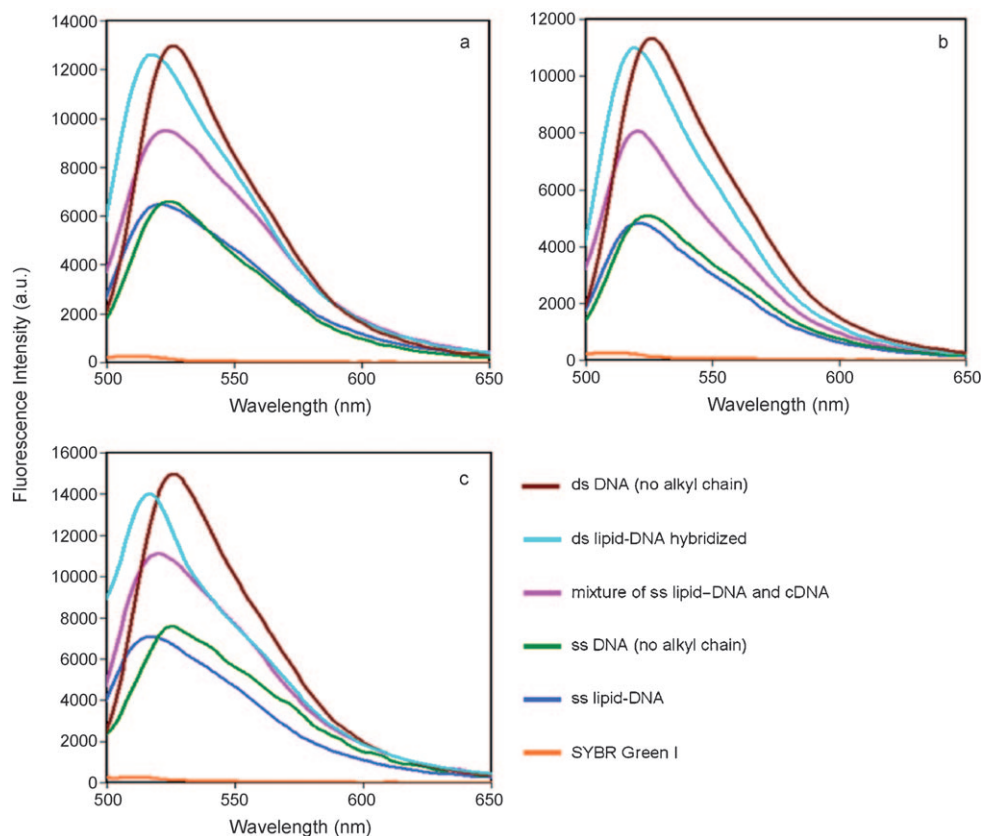 Fluorescence Intensity (a.u.)
14000
12000
10000
8000
6000
4000
2000
0
a
500
550
600
650
Wavelength (nm)
12000
10000
8000
6000
4000
2000
0
b
500
550
600
650
Wavelength (nm)
16000
14000
12000
10000
8000
6000
4000
2000
0
c
500
550
600
650
Wavelength (nm)
ds DNA (no alkyl chain)
ds lipid-DNA hybridized
mixture of ss lipid–DNA and cDNA
ss DNA (no alkyl chain)
ss lipid-DNA
SYBR Green I